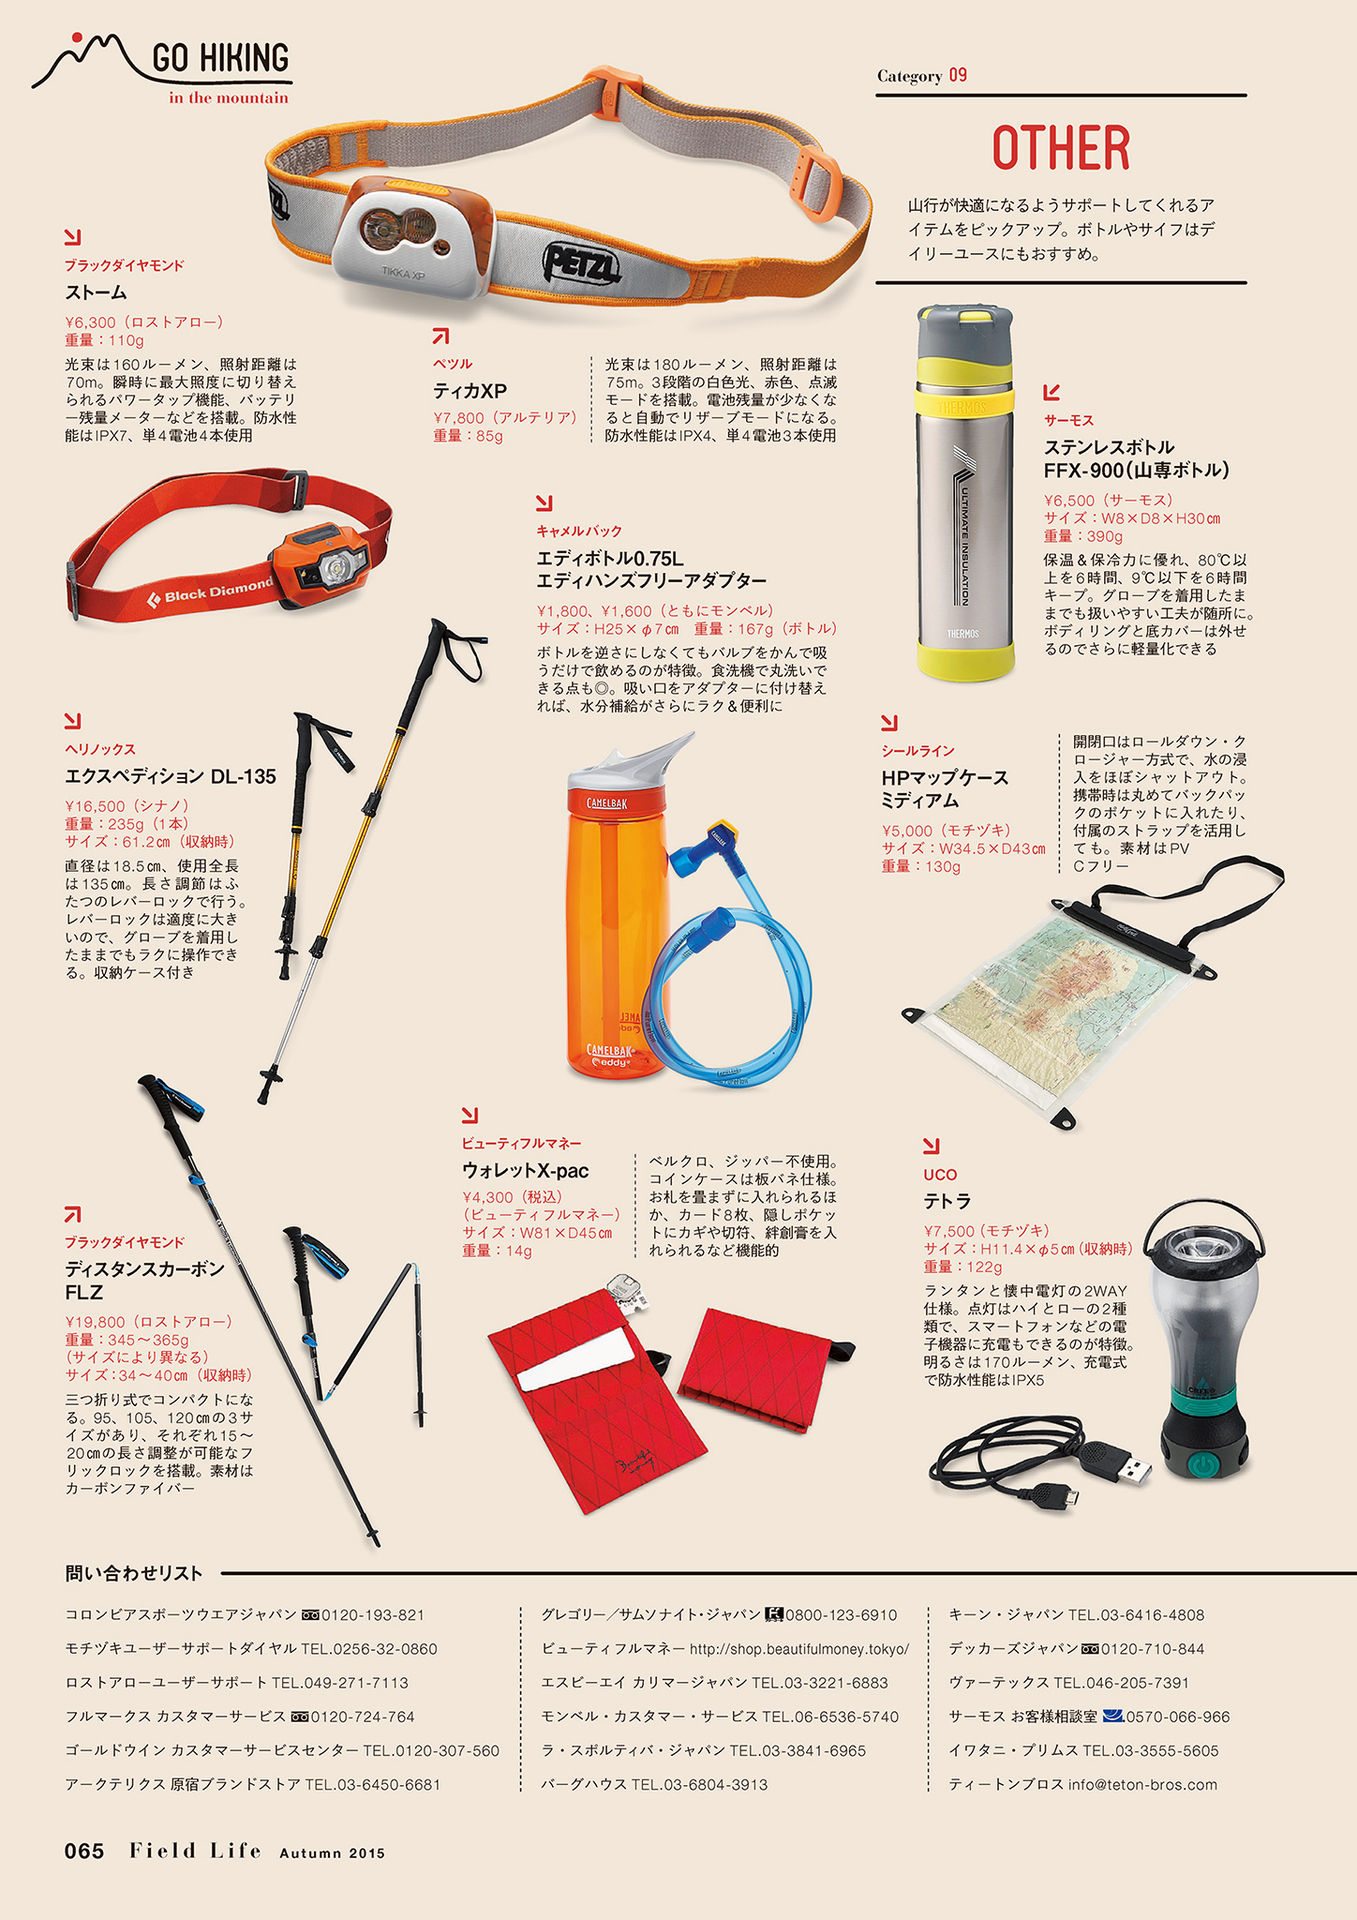 GO HIKING
in the mountain
Category 09
OTHER
山行が快適になるようサポートしてくれるア
イテムをピックアップ。ボトルやサイフはデ
イリーユースにもおすすめ。
PETZL
TIKKA XP
ブラックダイヤモンド
ストーム
¥6,300（ロストアロー）
重量：110g
光束は160ルーメン、照射距離は
70m。瞬時に最大照度に切り替え
られるパワータップ機能、バッテリ
ー残量メーターなどを搭載。防水性
能はIPX7、単4電池4本使用
Black Diamond
ペツル
ティカXP
¥7,800（アルテリア）
重量：85g
光束は180ルーメン、照射距離は
75m。3段階の白色光、赤色、点滅
モードを搭載。電池残量が少なくな
ると自動でリザーブモードになる。
防水性能はIPX4、単4電池3本使用
THERMOS
ULTIMATE INSULATION
THERMOS
サーモス
ステンレスボトル
FFX-900（山専ボトル）
¥6,500（サーモス）
サイズ：W8×D8×H30㎝
重量：390g
保温＆保冷力に優れ、80℃以
上を6時間、9℃以下を6時間
キープ。グローブを着用したま
までも扱いやすい工夫が随所に。
ボディリングと底カバーは外せ
るのでさらに軽量化できる
キャメルバック
エディボトル0.75L
エディハンズフリーアダプター
¥1,800、¥1,600（ともにモンベル）
サイズ：H25×φ7㎝　重量：167g（ボトル）
ボトルを逆さにしなくてもバルブをかんで吸
うだけで飲めるのが特徴。食洗機で丸洗いで
きる点も◎。吸い口をアダプターに付け替え
れば、水分補給がさらにラク＆便利に
CAMELBAK
CAMELBAK
eddy
ヘリノックス
エクスペディション DL-135
¥16,500（シナノ）
重量：235g（1本）
サイズ：61.2㎝（収納時）
直径は18.5㎝、使用全長
は135㎝。長さ調節はふ
たつのレバーロックで行う。
レバーロックは適度に大き
いので、グローブを着用し
たままでもラクに操作でき
る。収納ケース付き
シールライン
HPマップケース
ミディアム
¥5,000（モチヅキ）
サイズ：W34.5×D43㎝
重量：130g
開閉口はロールダウン・ク
ロージャー方式で、水の浸
入をほぼシャットアウト。
携帯時は丸めてバックパッ
クのポケットに入れたり、
付属のストラップを活用し
ても。素材はPV
Cフリー
ブラックダイヤモンド
ディスタンスカーボン
FLZ
¥19,800（ロストアロー）
重量：345〜365g
（サイズにより異なる）
サイズ：34〜40㎝（収納時）
三つ折り式でコンパクトにな
る。95、105、120㎝の3サ
イズがあり、それぞれ15〜
20㎝の長さ調整が可能なフ
リックロックを搭載。素材は
カーボンファイバー
ビューティフルマネー
ウォレットX-pac
¥4,300（税込）
（ビューティフルマネー）
サイズ：W81×D45㎝
重量：14g
ベルクロ、ジッパー不使用。
コインケースは板バネ仕様。
お札を畳まずに入れられるほ
か、カード8枚、隠しポケッ
トにカギや切符、絆創膏を入
れられるなど機能的
UCO
テトラ
¥7,500（モチヅキ）
サイズ：H11.4×φ5㎝（収納時）
重量：122g
ランタンと懐中電灯の2WAY
仕様。点灯はハイとローの2種
類で、スマートフォンなどの電
子機器に充電もできるのが特徴。
明るさは170ルーメン、充電式
で防水性能はIPX5
問い合わせリスト
コロンビアスポーツウエアジャパン 0120-193-821
モチヅキユーザーサポートダイヤル TEL.0256-32-0860
ロストアローユーザーサポート TEL.049-271-7113
フルマークス カスタマーサービス 0120-724-764
ゴールドウイン カスタマーサービスセンター TEL.0120-307-560
アークテリクス 原宿ブランドストア TEL.03-6450-6681
グレゴリー／サムソナイト・ジャパン 0800-123-6910
ビューティフルマネー http://shop.beautifulmoney.tokyo/
エスビーエイ カリマージャパン TEL.03-3221-6883
モンベル・カスタマー・サービス TEL.06-6536-5740
ラ・スポルティバ・ジャパン TEL.03-3841-6965
バーグハウス TEL.03-6804-3913
キーン・ジャパン TEL.03-6416-4808
デッカーズジャパン 0120-710-844
ヴァーテックス TEL.046-205-7391
サーモス お客様相談室 0570-066-966
イワタニ・プリムス TEL.03-3555-5605
ティートンブロス info@teton-bros.com
065 Field Life Autumn 2015